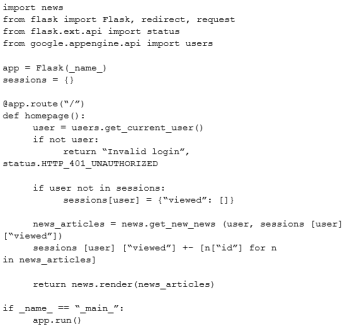 import news
from flask import Flask, redirect, request
from flask.ext.api import status
from google.appengine.api import users

app = Flask(_name_)
sessions = {}

@app.route(“/”)
def homepage():
user = users.get_current_user()
if not user:
return “Invalid login”,
status.HTTP_401_UNAUTHORIZED

if user not in sessions:
sessions[user] = {“viewed”: []}

news_articles = news.get_new_news (user, sessions [user]
[“viewed”])
sessions [user] [“viewed”] +- [n[“id”] for n
in news_articles]

return news.render(news_articles)

if _name_ == “_main_”:
app.run()